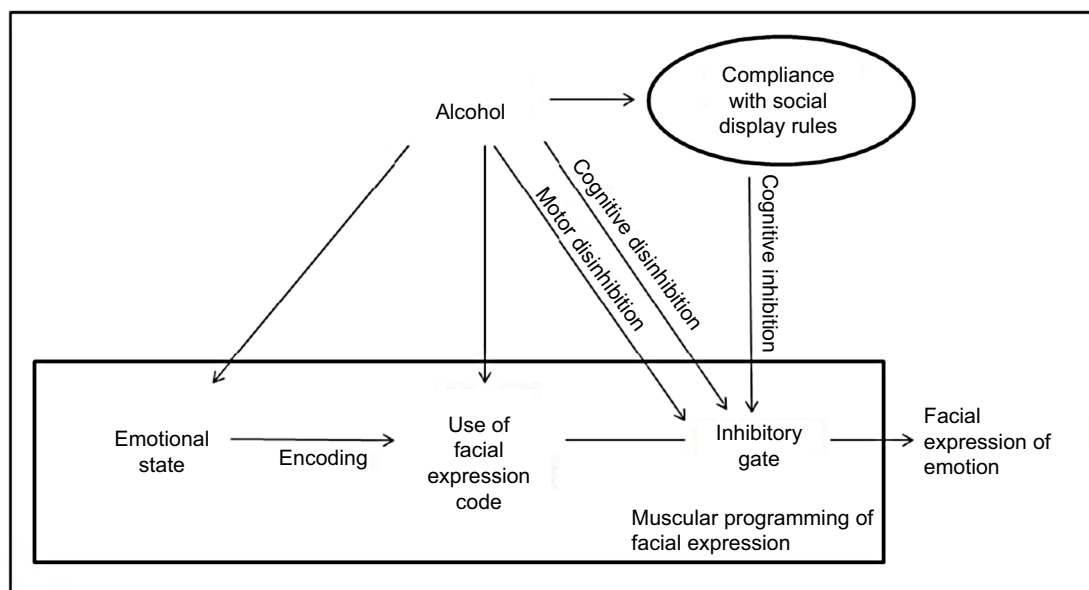 Alcohol
Compliance
with social
display rules
Motor disinhibition
Cognitive disinhibition
Cognitive inhibition
Emotional
state
Encoding
Use of
facial
expression
code
Inhibitory
gate
Facial
expression of
emotion
Muscular programming of
facial expression